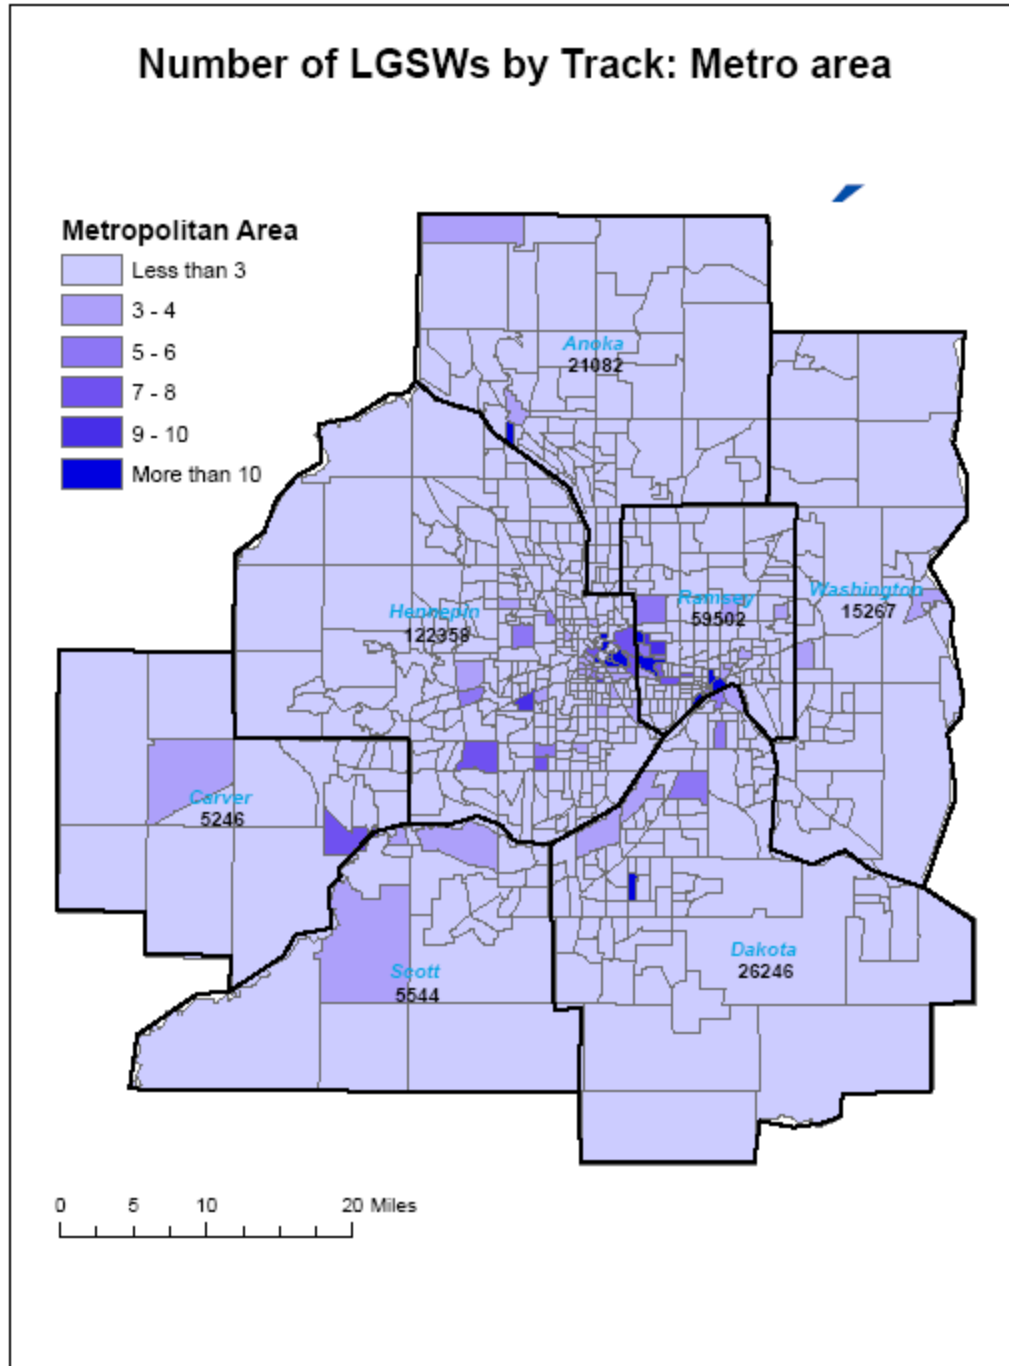 Number of LGSWs by Track: Metro area
Metropolitan Area
Less than 3
3 - 4
5 - 6
7 - 8
9 - 10
More than 10
Anoka
21082
Hennepin
122358
Ramsey
59502
Washington
15267
Carver
5246
Scott
5544
Dakota
26246
0 5 10 20 Miles